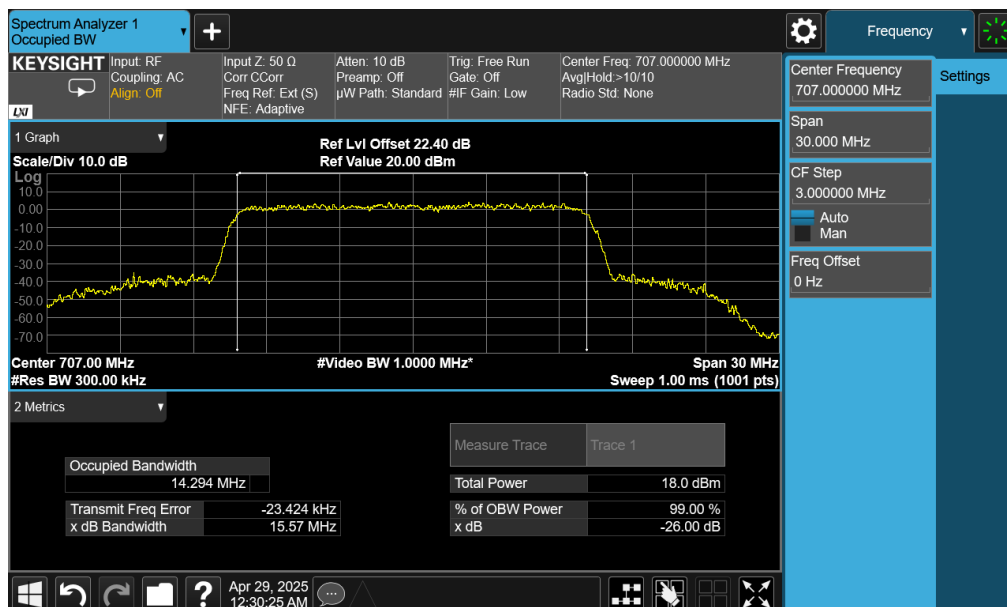 Spectrum Analyzer 1
Occupied BW
Frequency
KEYSIGHT
LXI
Input: RF
Coupling: AC
Align: Off
Input Z: 50 Ω
Corr CCorr
Freq Ref: Ext (S)
NFE: Adaptive
Atten: 10 dB
Preamp: Off
µW Path: Standard
Trig: Free Run
Gate: Off
#IF Gain: Low
Center Freq: 707.000000 MHz
Avg|Hold:>10/10
Radio Std: None
Center Frequency
707.000000 MHz
Settings
Span
30.000 MHz
CF Step
3.000000 MHz
Auto
Man
Freq Offset
0 Hz
1 Graph
Scale/Div 10.0 dB
Ref Lvl Offset 22.40 dB
Ref Value 20.00 dBm
Log
10.0
0.00
-10.0
-20.0
-30.0
-40.0
-50.0
-60.0
-70.0
Center 707.00 MHz
#Video BW 1.0000 MHz*
Span 30 MHz
#Res BW 300.00 kHz
Sweep 1.00 ms (1001 pts)
2 Metrics
Measure Trace Trace 1
Occupied Bandwidth
14.294 MHz
Total Power 18.0 dBm
Transmit Freq Error -23.424 kHz
% of OBW Power 99.00 %
x dB Bandwidth 15.57 MHz
x dB -26.00 dB
?
Apr 29, 2025
12:30:25 AM